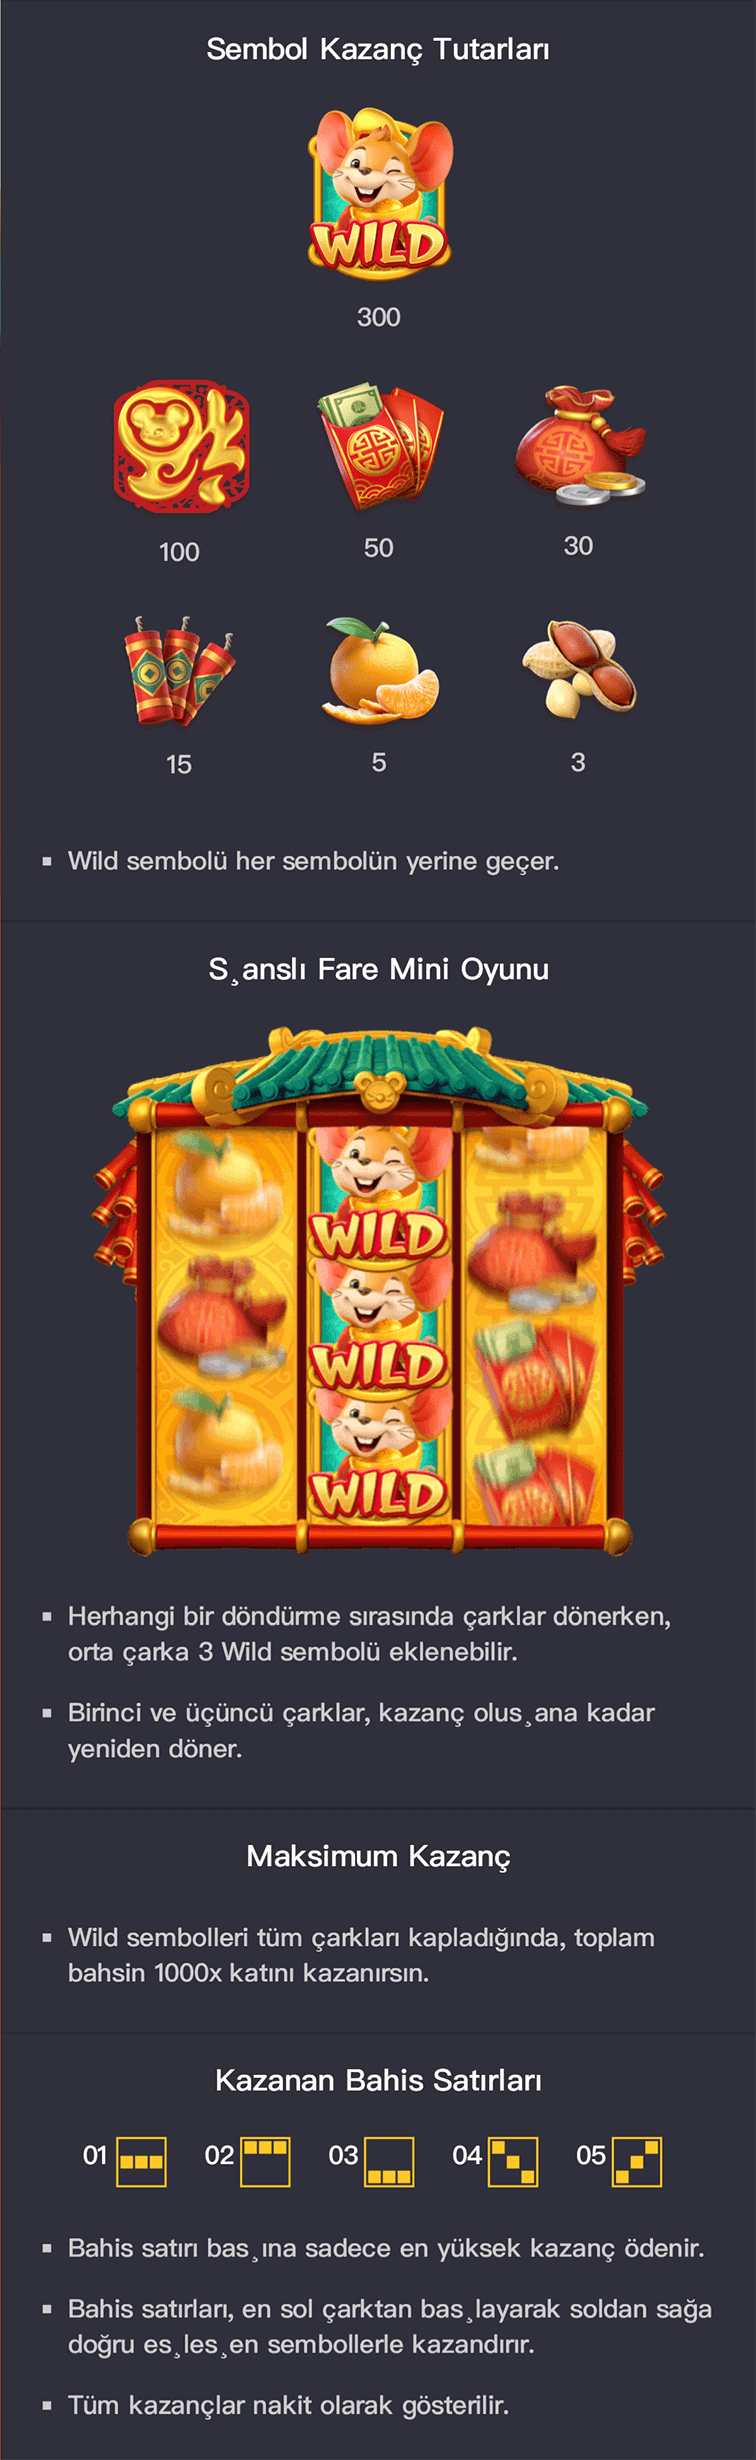 Sembol Kazanç Tutarları
WILD
300
100
50
30
15
5
3
▪ Wild sembolü her sembolün yerine geçer.
S¸anslı Fare Mini Oyunu
WILD
WILD
WILD
▪ Herhangi bir döndürme sırasında çarklar dönerken,
orta çarka 3 Wild sembolü eklenebilir.
▪ Birinci ve üçüncü çarklar, kazanç olus¸ana kadar
yeniden döner.
Maksimum Kazanç
▪ Wild sembolleri tüm çarkları kapladığında, toplam
bahsin 1000x katını kazanırsın.
Kazanan Bahis Satırları
01 02 03 04 05
▪ Bahis satırı bas¸ına sadece en yüksek kazanç ödenir.
▪ Bahis satırları, en sol çarktan bas¸layarak soldan sağa
doğru es¸les¸en sembollerle kazandırır.
▪ Tüm kazançlar nakit olarak gösterilir.